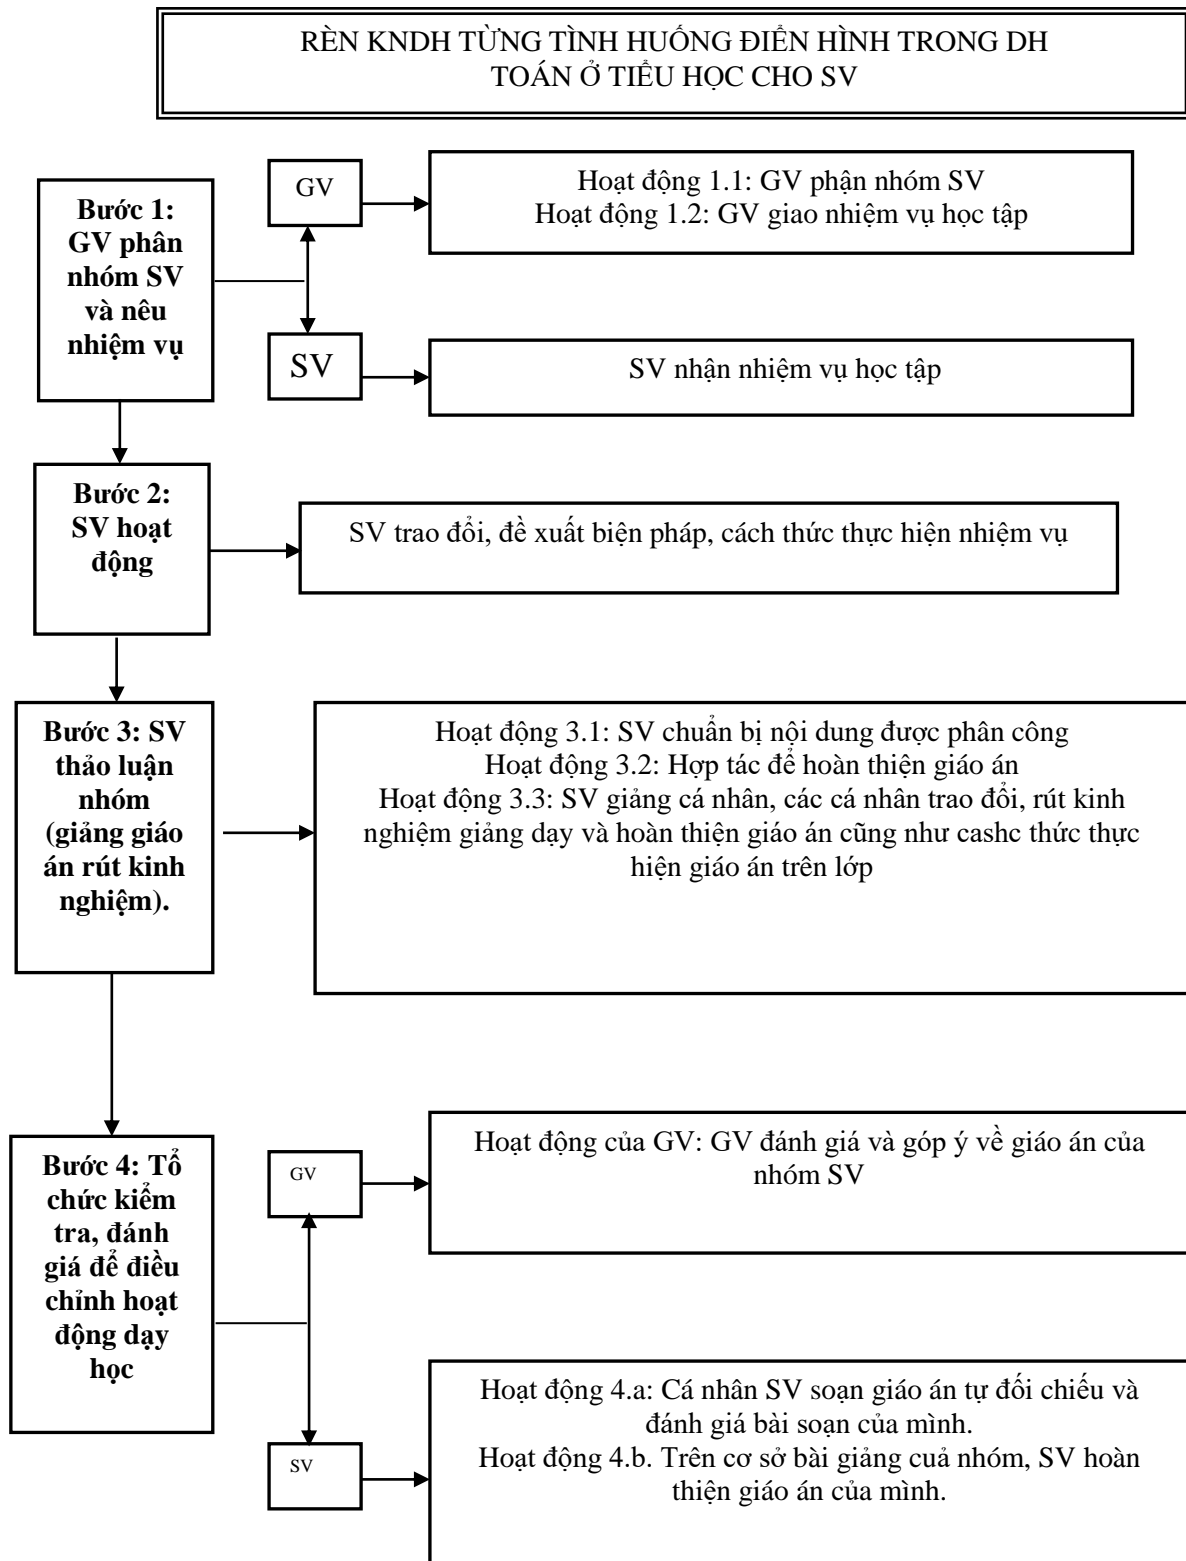 RÈN KNDH TỪNG TÌNH HUỐNG ĐIỂN HÌNH TRONG DH
TOÁN Ở TIỂU HỌC CHO SV
Bước 1:
GV phân
nhóm SV
và nêu
nhiệm vụ
GV
Hoạt động 1.1: GV phận nhóm SV
Hoạt động 1.2: GV giao nhiệm vụ học tập
SV
SV nhận nhiệm vụ học tập
Bước 2:
SV hoạt
động
SV trao đổi, đề xuất biện pháp, cách thức thực hiện nhiệm vụ
Bước 3: SV
thảo luận
nhóm
(giảng giáo
án rút kinh
nghiệm).
Hoạt động 3.1: SV chuẩn bị nội dung được phân công
Hoạt động 3.2: Hợp tác để hoàn thiện giáo án
Hoạt động 3.3: SV giảng cá nhân, các cá nhân trao đổi, rút kinh
nghiệm giảng dạy và hoàn thiện giáo án cũng như cashc thức thực
hiện giáo án trên lớp
Bước 4: Tổ
chức kiểm
tra, đánh
giá để điều
chỉnh hoạt
động dạy
học
GV
Hoạt động của GV: GV đánh giá và góp ý về giáo án của
nhóm SV
SV
Hoạt động 4.a: Cá nhân SV soạn giáo án tự đối chiếu và
đánh giá bài soạn của mình.
Hoạt động 4.b. Trên cơ sở bài giảng cuả nhóm, SV hoàn
thiện giáo án của mình.